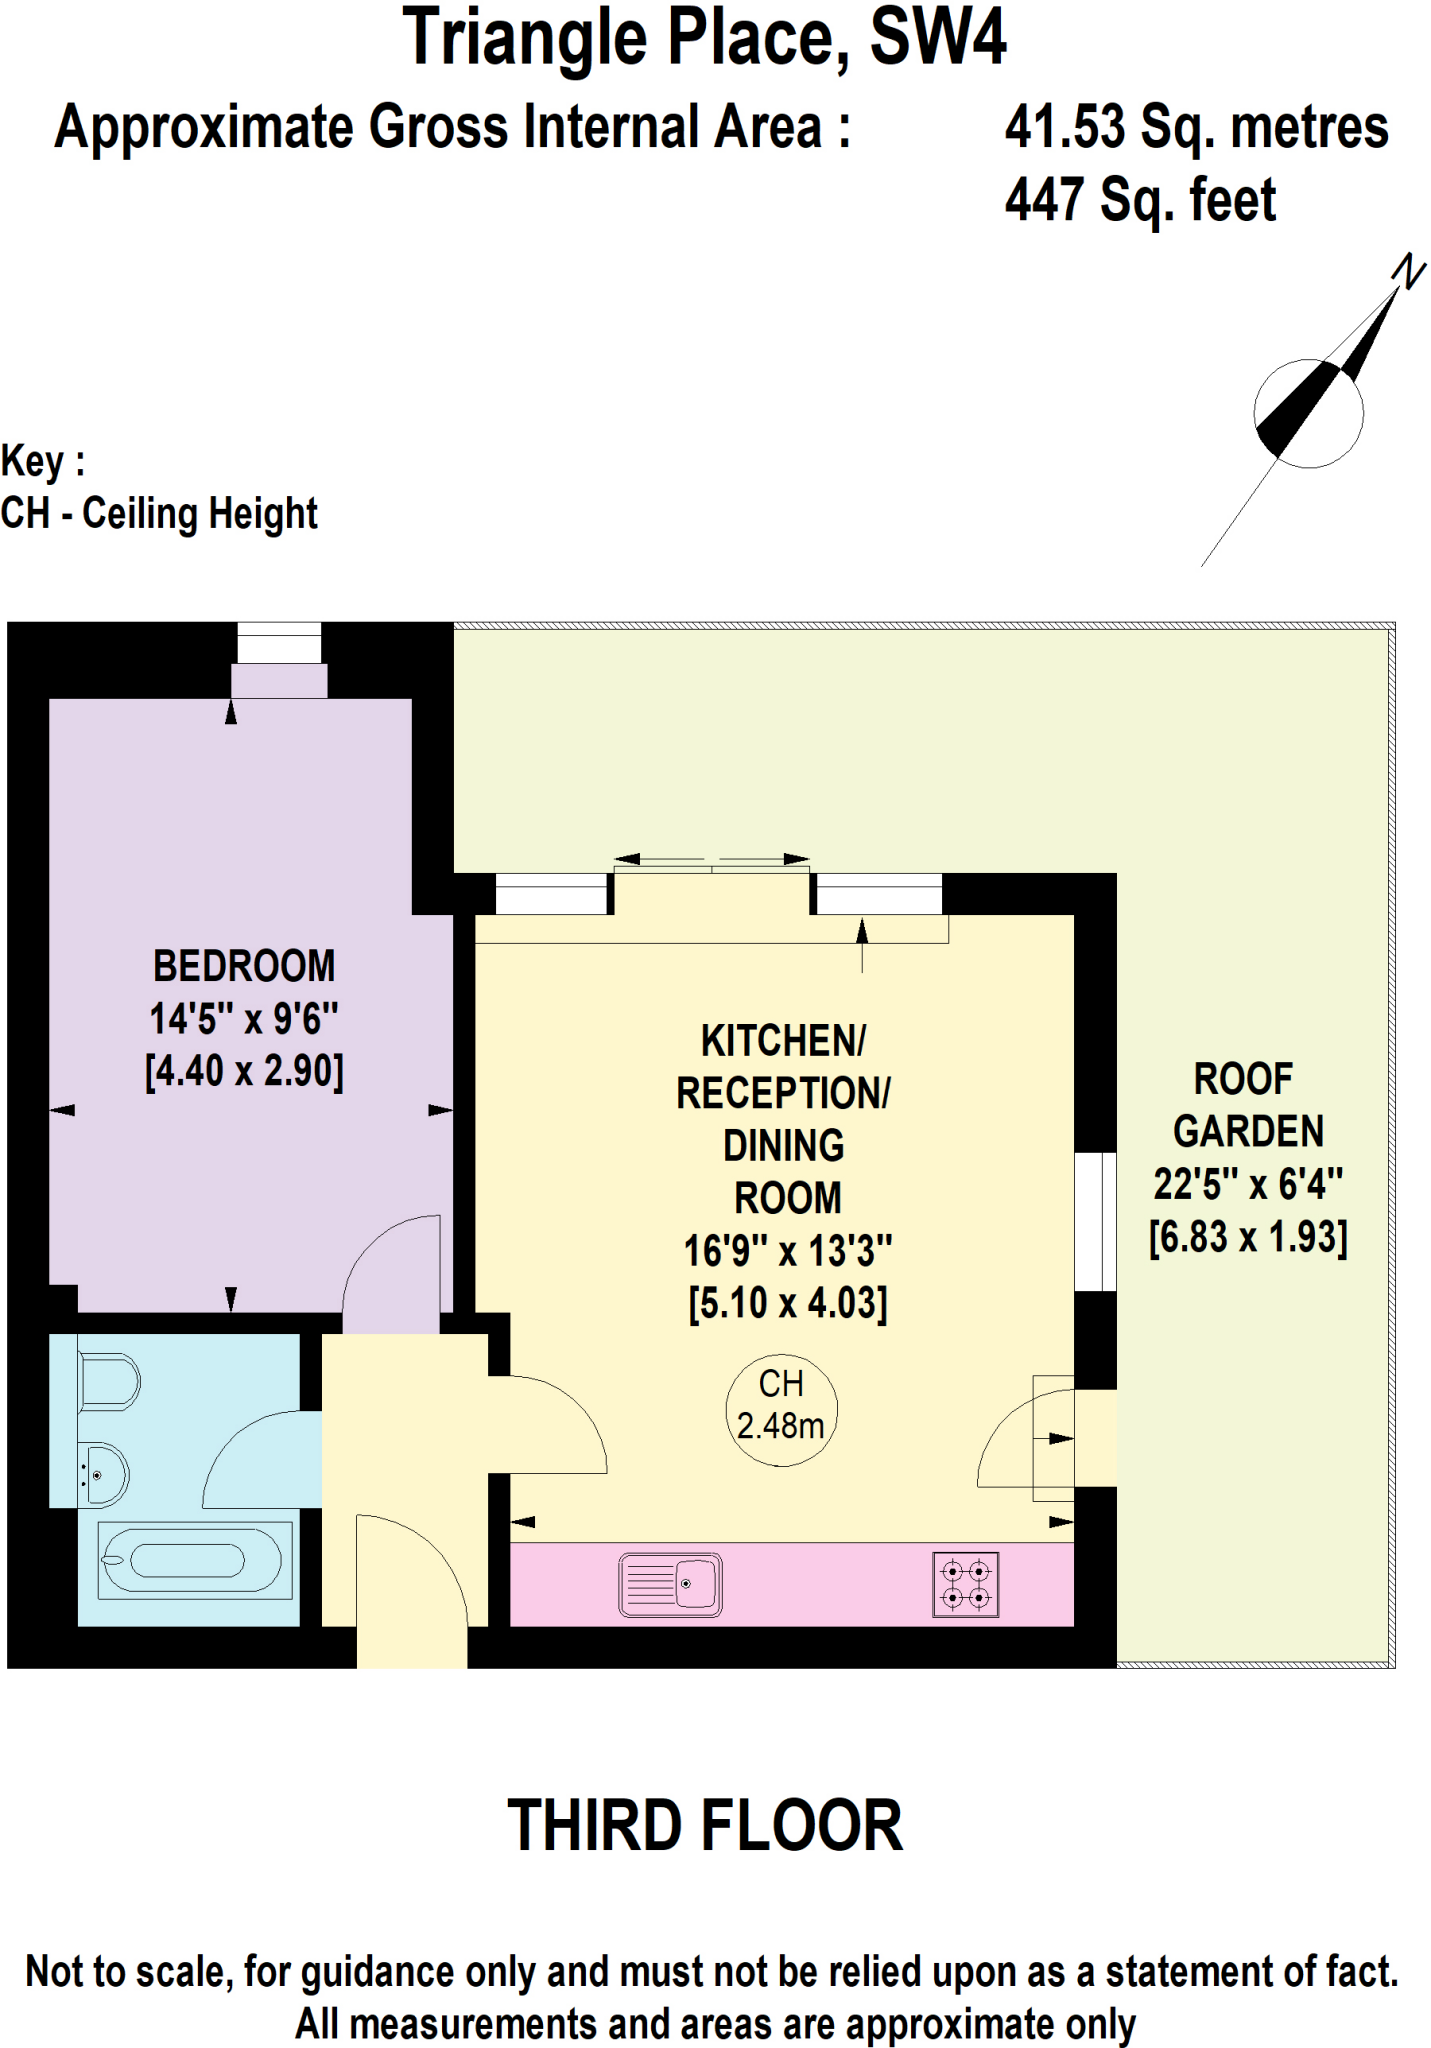 Triangle Place, SW4
Approximate Gross Internal Area : 41.53 Sq. metres
447 Sq. feet
N
Key :
CH - Ceiling Height
BEDROOM
14'5" x 9'6"
[4.40 x 2.90]
KITCHEN/
RECEPTION/
DINING
ROOM
16'9" x 13'3"
[5.10 x 4.03]
CH
2.48m
ROOF
GARDEN
22'5" x 6'4"
[6.83 x 1.93]
THIRD FLOOR
Not to scale, for guidance only and must not be relied upon as a statement of fact.
All measurements and areas are approximate only